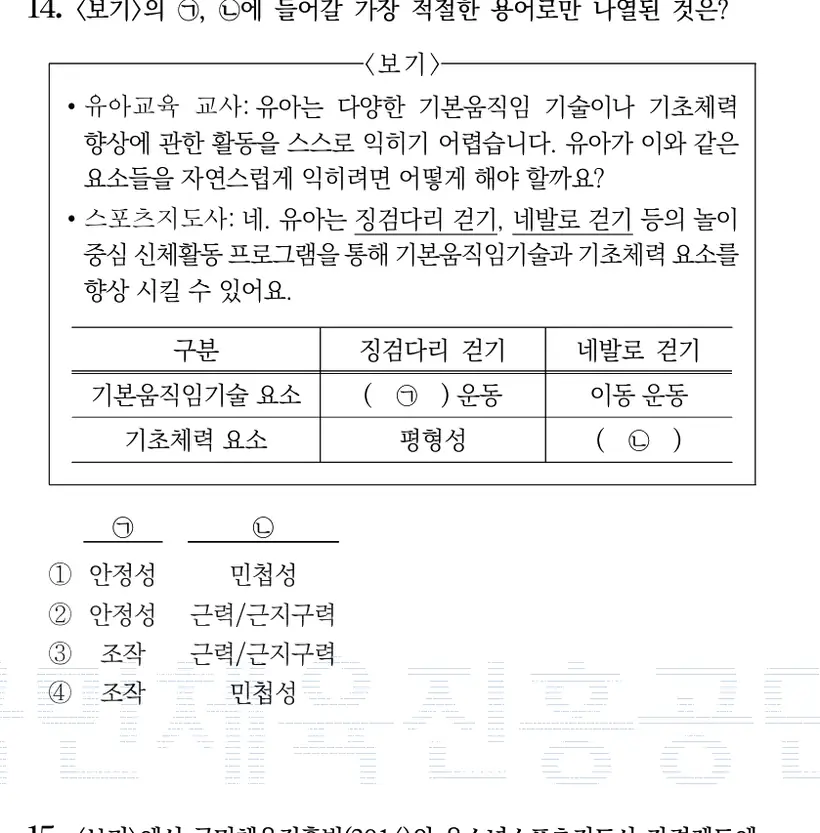 14. <보기>의 ㉠, ㉡에 들어갈 가장 적절한 용어로만 나열된 것은?
<보기>
• 유아교육 교사: 유아는 다양한 기본움직임 기술이나 기초체력
향상에 관한 활동을 스스로 익히기 어렵습니다. 유아가 이와 같은
요소들을 자연스럽게 익히려면 어떻게 해야 할까요?
• 스포츠지도사: 네. 유아는 징검다리 걷기, 네발로 걷기 등의 놀이
중심 신체활동 프로그램을 통해 기본움직임기술과 기초체력 요소를
향상 시킬 수 있어요.
구분 징검다리 걷기 네발로 걷기
기본움직임기술 요소 ( ㉠ ) 운동 이동 운동
기초체력 요소 평형성 ( ㉡ )
㉠ ㉡
① 안정성 민첩성
② 안정성 근력/근지구력
③ 조작 근력/근지구력
④ 조작 민첩성